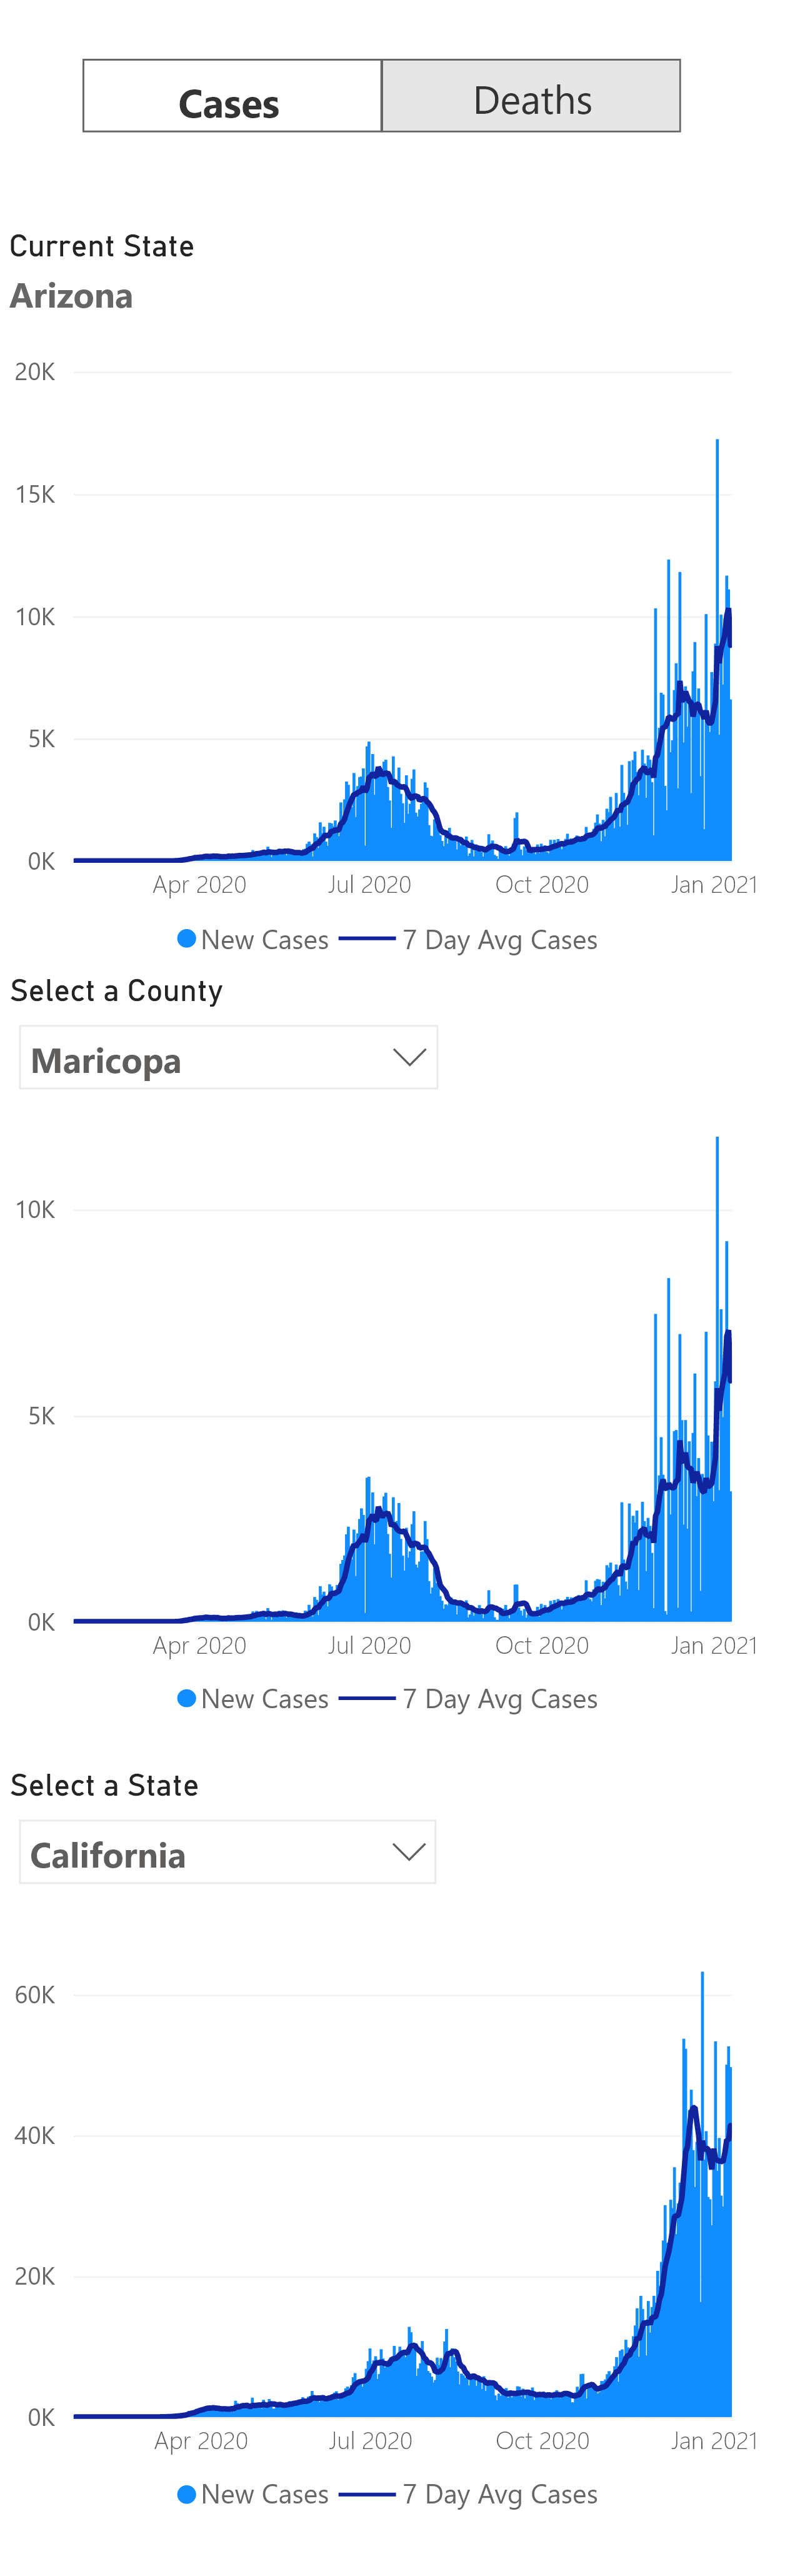 Cases Deaths
Current State
Arizona
20K
15K
10K
5K
0K
Apr 2020 Jul 2020 Oct 2020 Jan 2021
New Cases 7 Day Avg Cases
Select a County
Maricopa
10K
5K
0K
Apr 2020 Jul 2020 Oct 2020 Jan 2021
New Cases 7 Day Avg Cases
Select a State
California
60K
40K
20K
0K
Apr 2020 Jul 2020 Oct 2020 Jan 2021
New Cases 7 Day Avg Cases